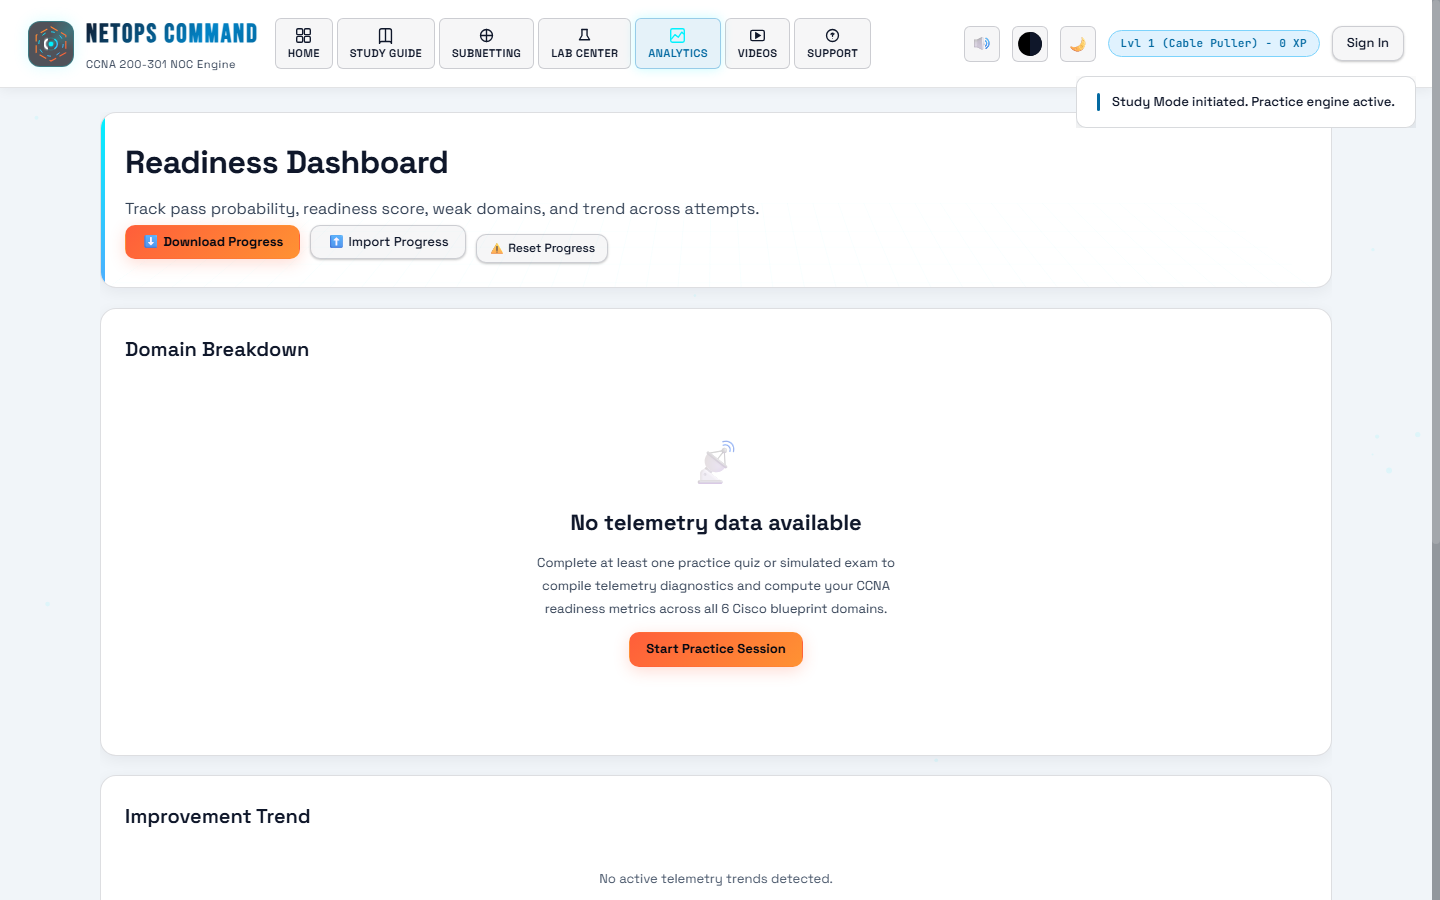 NETOPS COMMAND
CCNA 200-301 NOC Engine
HOME
STUDY GUIDE
SUBNETTING
LAB CENTER
ANALYTICS
VIDEOS
SUPPORT
Lvl 1 (Cable Puller) - 0 XP
Sign In
Study Mode initiated. Practice engine active.
Readiness Dashboard
Track pass probability, readiness score, weak domains, and trend across attempts.
Download Progress
Import Progress
Reset Progress
Domain Breakdown
No telemetry data available
Complete at least one practice quiz or simulated exam to
compile telemetry diagnostics and compute your CCNA
readiness metrics across all 6 Cisco blueprint domains.
Start Practice Session
Improvement Trend
No active telemetry trends detected.